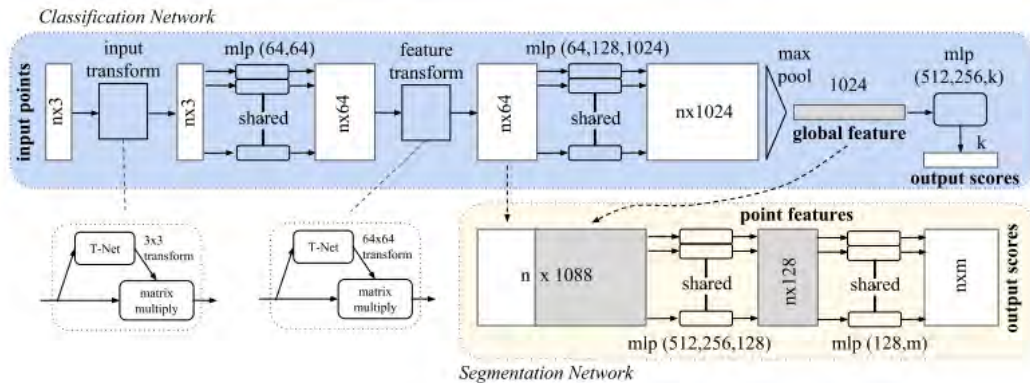 Classification Network
input points
nx3
input
transform
nx3
mlp (64,64)
shared
nx64
feature
transform
nx64
mlp (64,128,1024)
shared
nx1024
max
pool
1024
global feature
mlp
(512,256,k)
k
output scores
T-Net
3x3
transform
matrix
multiply
T-Net
64x64
transform
matrix
multiply
point features
n x 1088
shared
mlp (512,256,128)
nx128
shared
mlp (128,m)
nxm
output scores
Segmentation Network